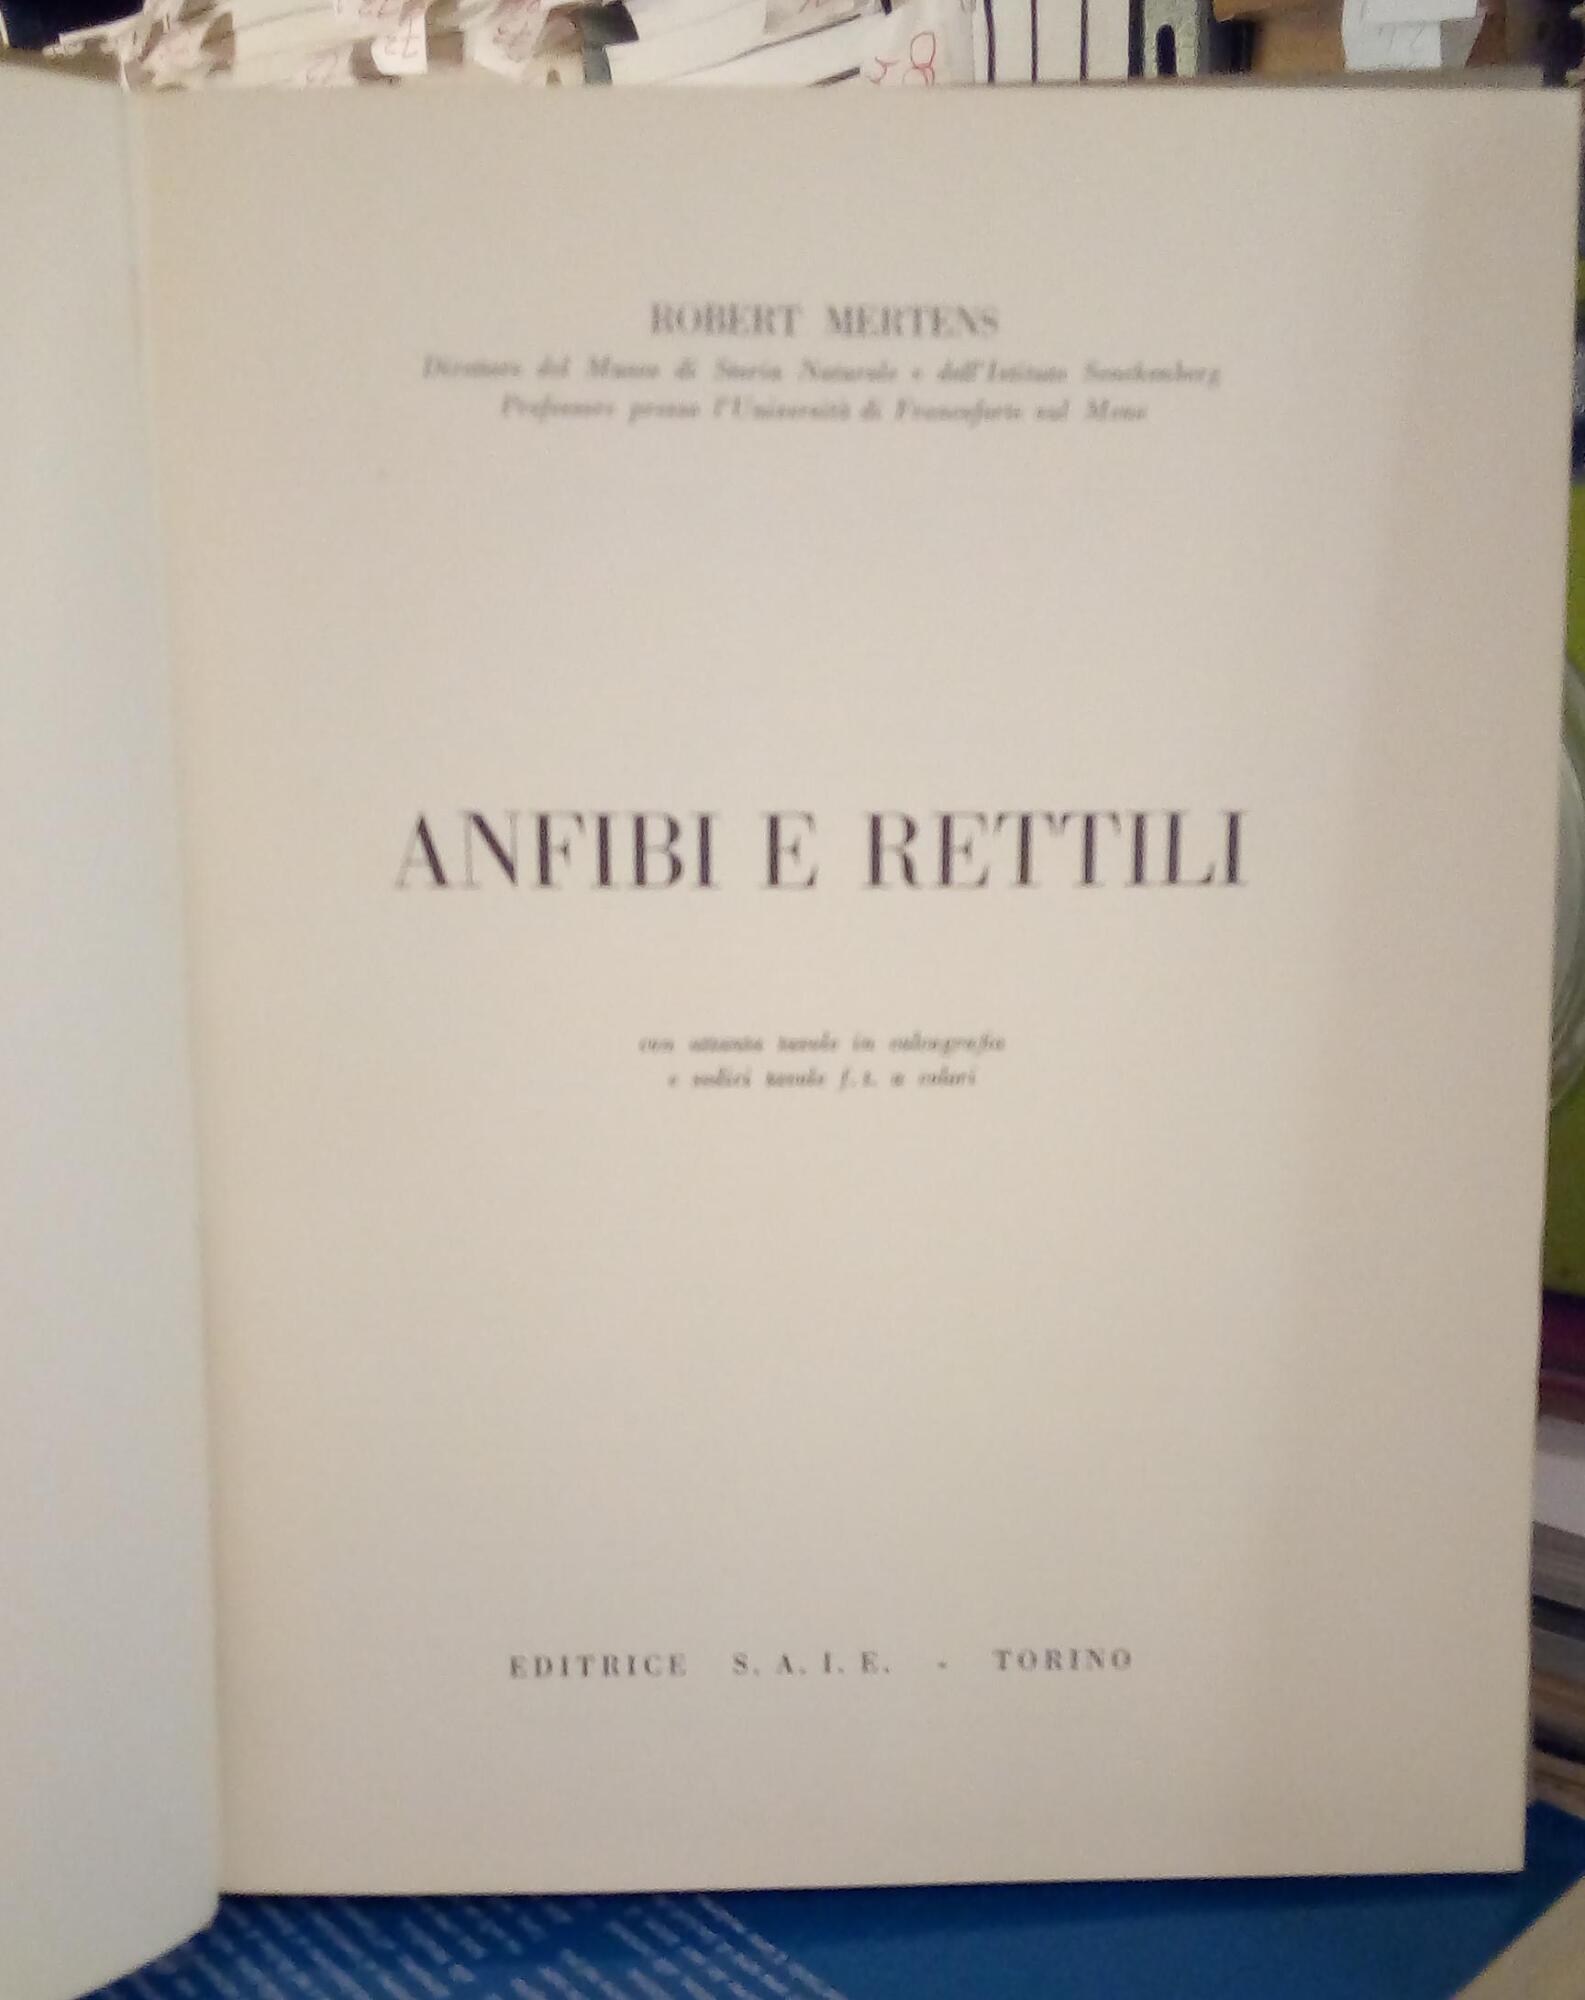 ROBERT MERTENS
Direttore del Museo di Storia Naturale e dell'Istituto Senckenberg
Professore presso l'Università di Francoforte sul Meno
ANFIBI E RETTILI
con ottanta tavole in calcografia
e sedici tavole f. t. a colori
EDITRICE S. A. I. E. - TORINO